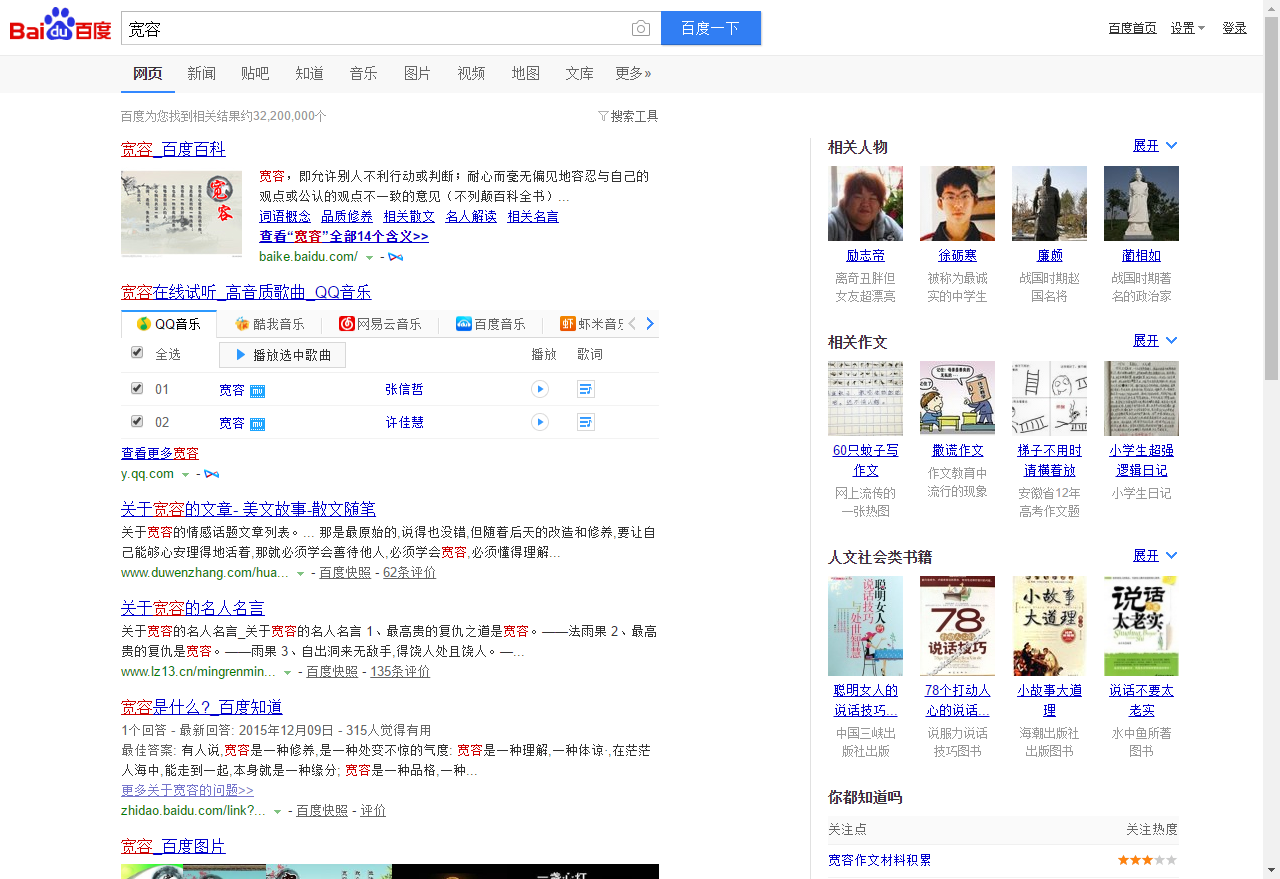 Bai du 百度
宽容
百度一下
百度首页 设置 登录
网页 新闻 贴吧 知道 音乐 图片 视频 地图 文库 更多»
百度为您找到相关结果约32,200,000个
搜索工具
宽容_百度百科
宽容
宽容，即允许别人不利行动或判断；耐心而毫无偏见地容忍与自己的
观点或公认的观点不一致的意见（不列颠百科全书）...
词语概念 品质修养 相关散文 名人解读 相关名言
查看“宽容”全部14个含义>>
baike.baidu.com/ -
宽容在线试听_高音质歌曲_QQ音乐
QQ音乐 酷我音乐 网易云音乐 百度音乐 虾米音乐
全选 播放选中歌曲 播放 歌词
01 宽容 张信哲
02 宽容 许佳慧
查看更多宽容
y.qq.com -
关于宽容的文章- 美文故事-散文随笔
关于宽容的情感话题文章列表。... 那是最原始的,说得也没错,但随着后天的改造和修养,要让自
己能够心安理得地活着,那就必须学会善待他人,必须学会宽容,必须懂得理解...
www.duwenzhang.com/hua... - 百度快照 - 62条评价
关于宽容的名人名言
关于宽容的名人名言_关于宽容的名人名言 1、最高贵的复仇之道是宽容。——法雨果 2、最高
贵的复仇是宽容。——雨果 3、自出洞来无敌手,得饶人处且饶人。—...
www.lz13.cn/mingrenmin... - 百度快照 - 135条评价
宽容是什么?_百度知道
1个回答 - 最新回答: 2015年12月09日 - 315人觉得有用
最佳答案: 有人说,宽容是一种修养,是一种处变不惊的气度; 宽容是一种理解,一种体谅·,在茫茫
人海中,能走到一起,本身就是一种缘分; 宽容是一种品格,一种...
更多关于宽容的问题>>
zhidao.baidu.com/link?... - 百度快照 - 评价
宽容_百度图片
相关人物 展开
励志帝 徐砺寒 廉颇 蔺相如
离奇丑胖但 被称为最诚 战国时期赵 战国时期著
女友超漂亮 实的中学生 国名将 名的政治家
相关作文 展开
60只蚊子写 撒谎作文 梯子不用时 小学生超强
作文 请横着放 逻辑日记
网上流传的 作文教育中 安徽省12年 小学生日记
一张热图 流行的现象 高考作文题
人文社会类书籍 展开
聪明女人的 78个打动人 小故事大道 说话不要太
说话技巧... 心的说话... 理 老实
中国三峡出 说服力说话 海潮出版社 水中鱼所著
版社出版 技巧图书 出版图书 图书
你都知道吗
关注点 关注热度
宽容作文材料积累